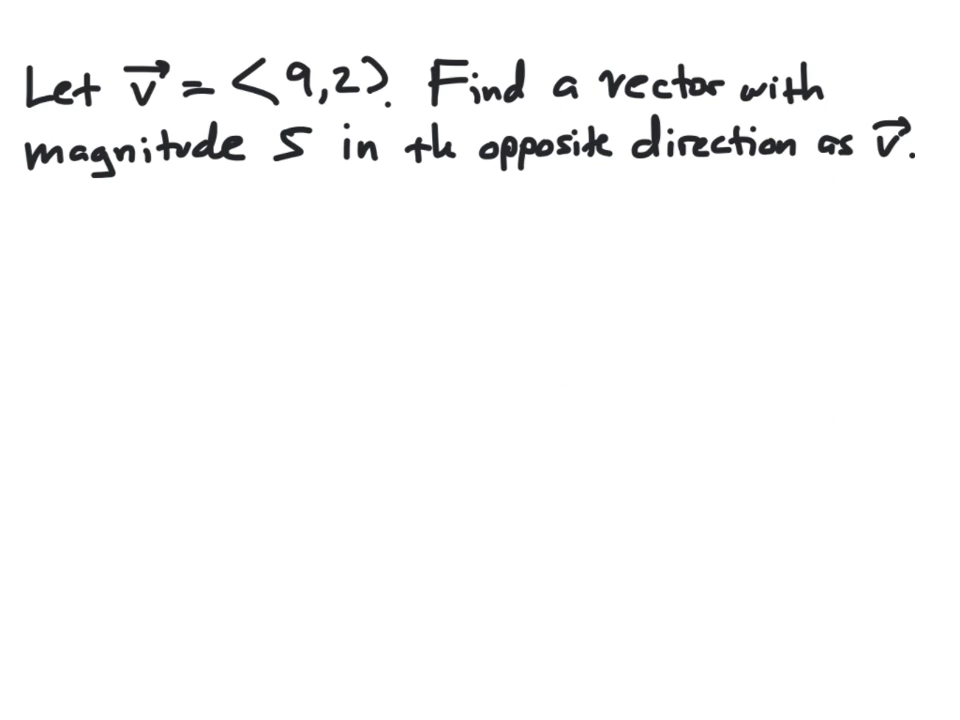 Let v⃗ = <9,2>. Find a vector with
magnitude 5 in the opposite direction as v⃗.